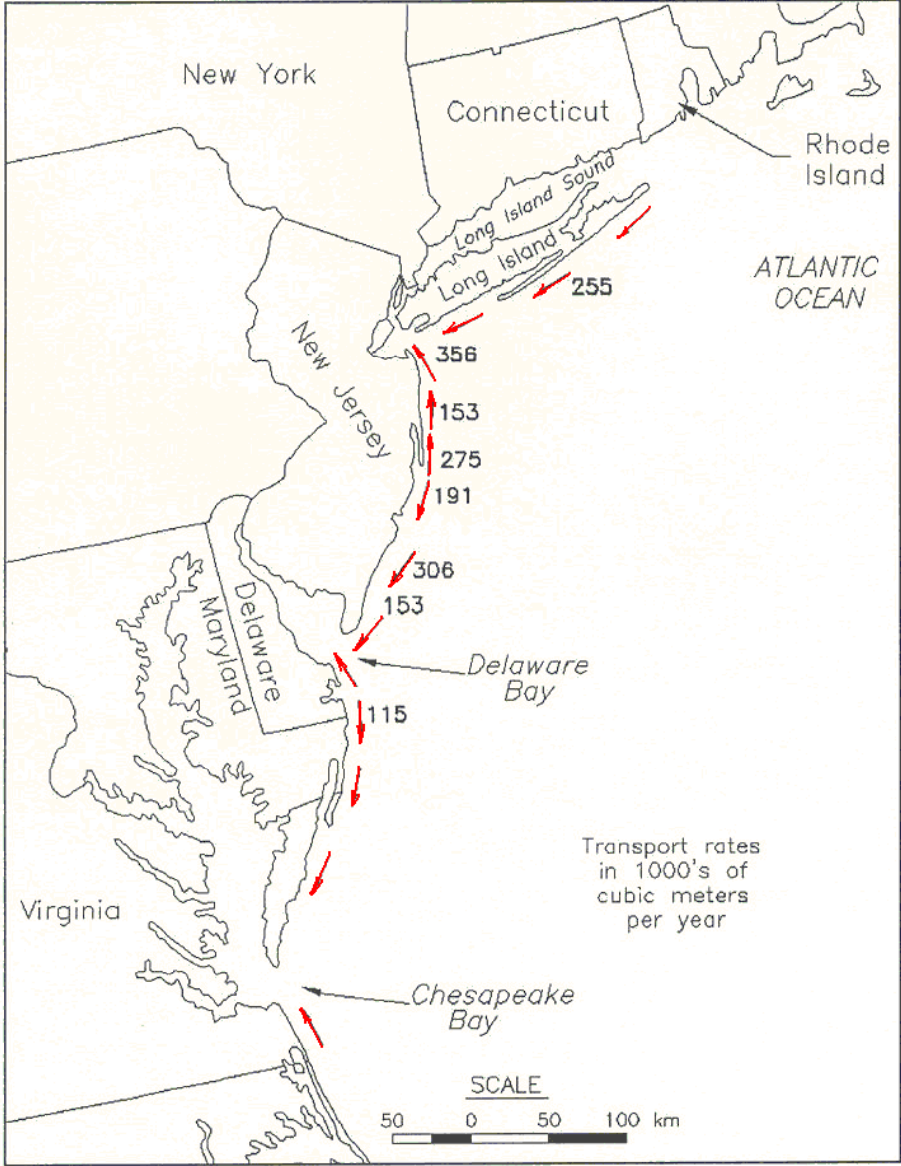 New York
Connecticut
Rhode
Island
Long Island Sound
Long Island
ATLANTIC
OCEAN
255
New Jersey
356
153
275
191
306
153
Delaware
Maryland
Delaware
Bay
115
Transport rates
in 1000's of
cubic meters
per year
Virginia
Chesapeake
Bay
SCALE
50 0 50 100 km